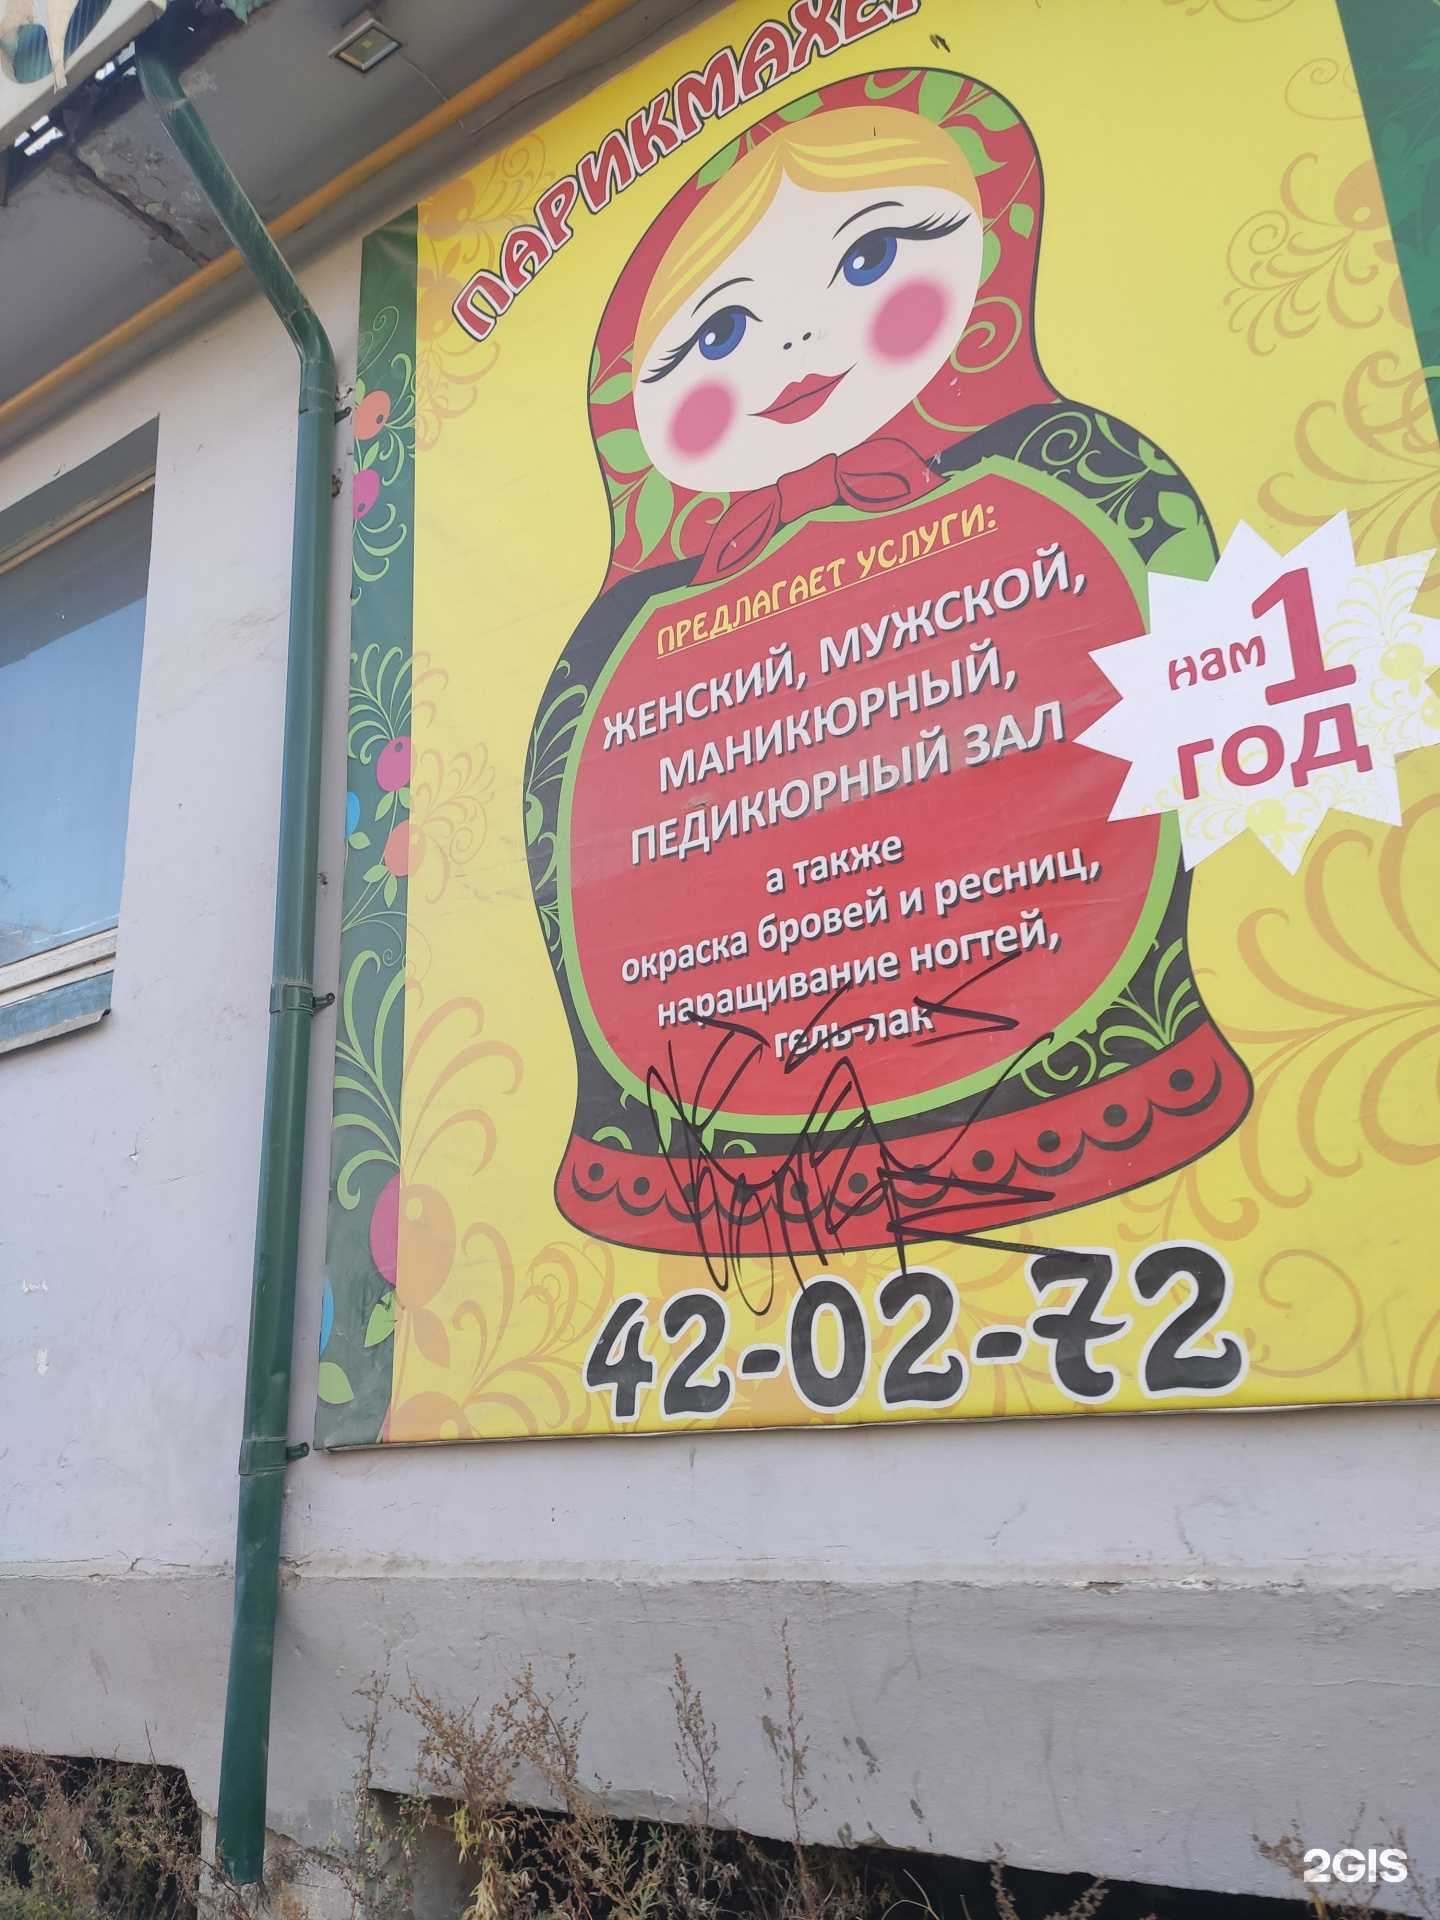 ПАРИКМАХЕР
ПРЕДЛАГАЕТ УСЛУГИ:
ЖЕНСКИЙ, МУЖСКОЙ,
МАНИКЮРНЫЙ,
ПЕДИКЮРНЫЙ ЗАЛ
а также
окраска бровей и ресниц,
наращивание ногтей,
гель-лак
нам 1
год
42-02-72
2GIS